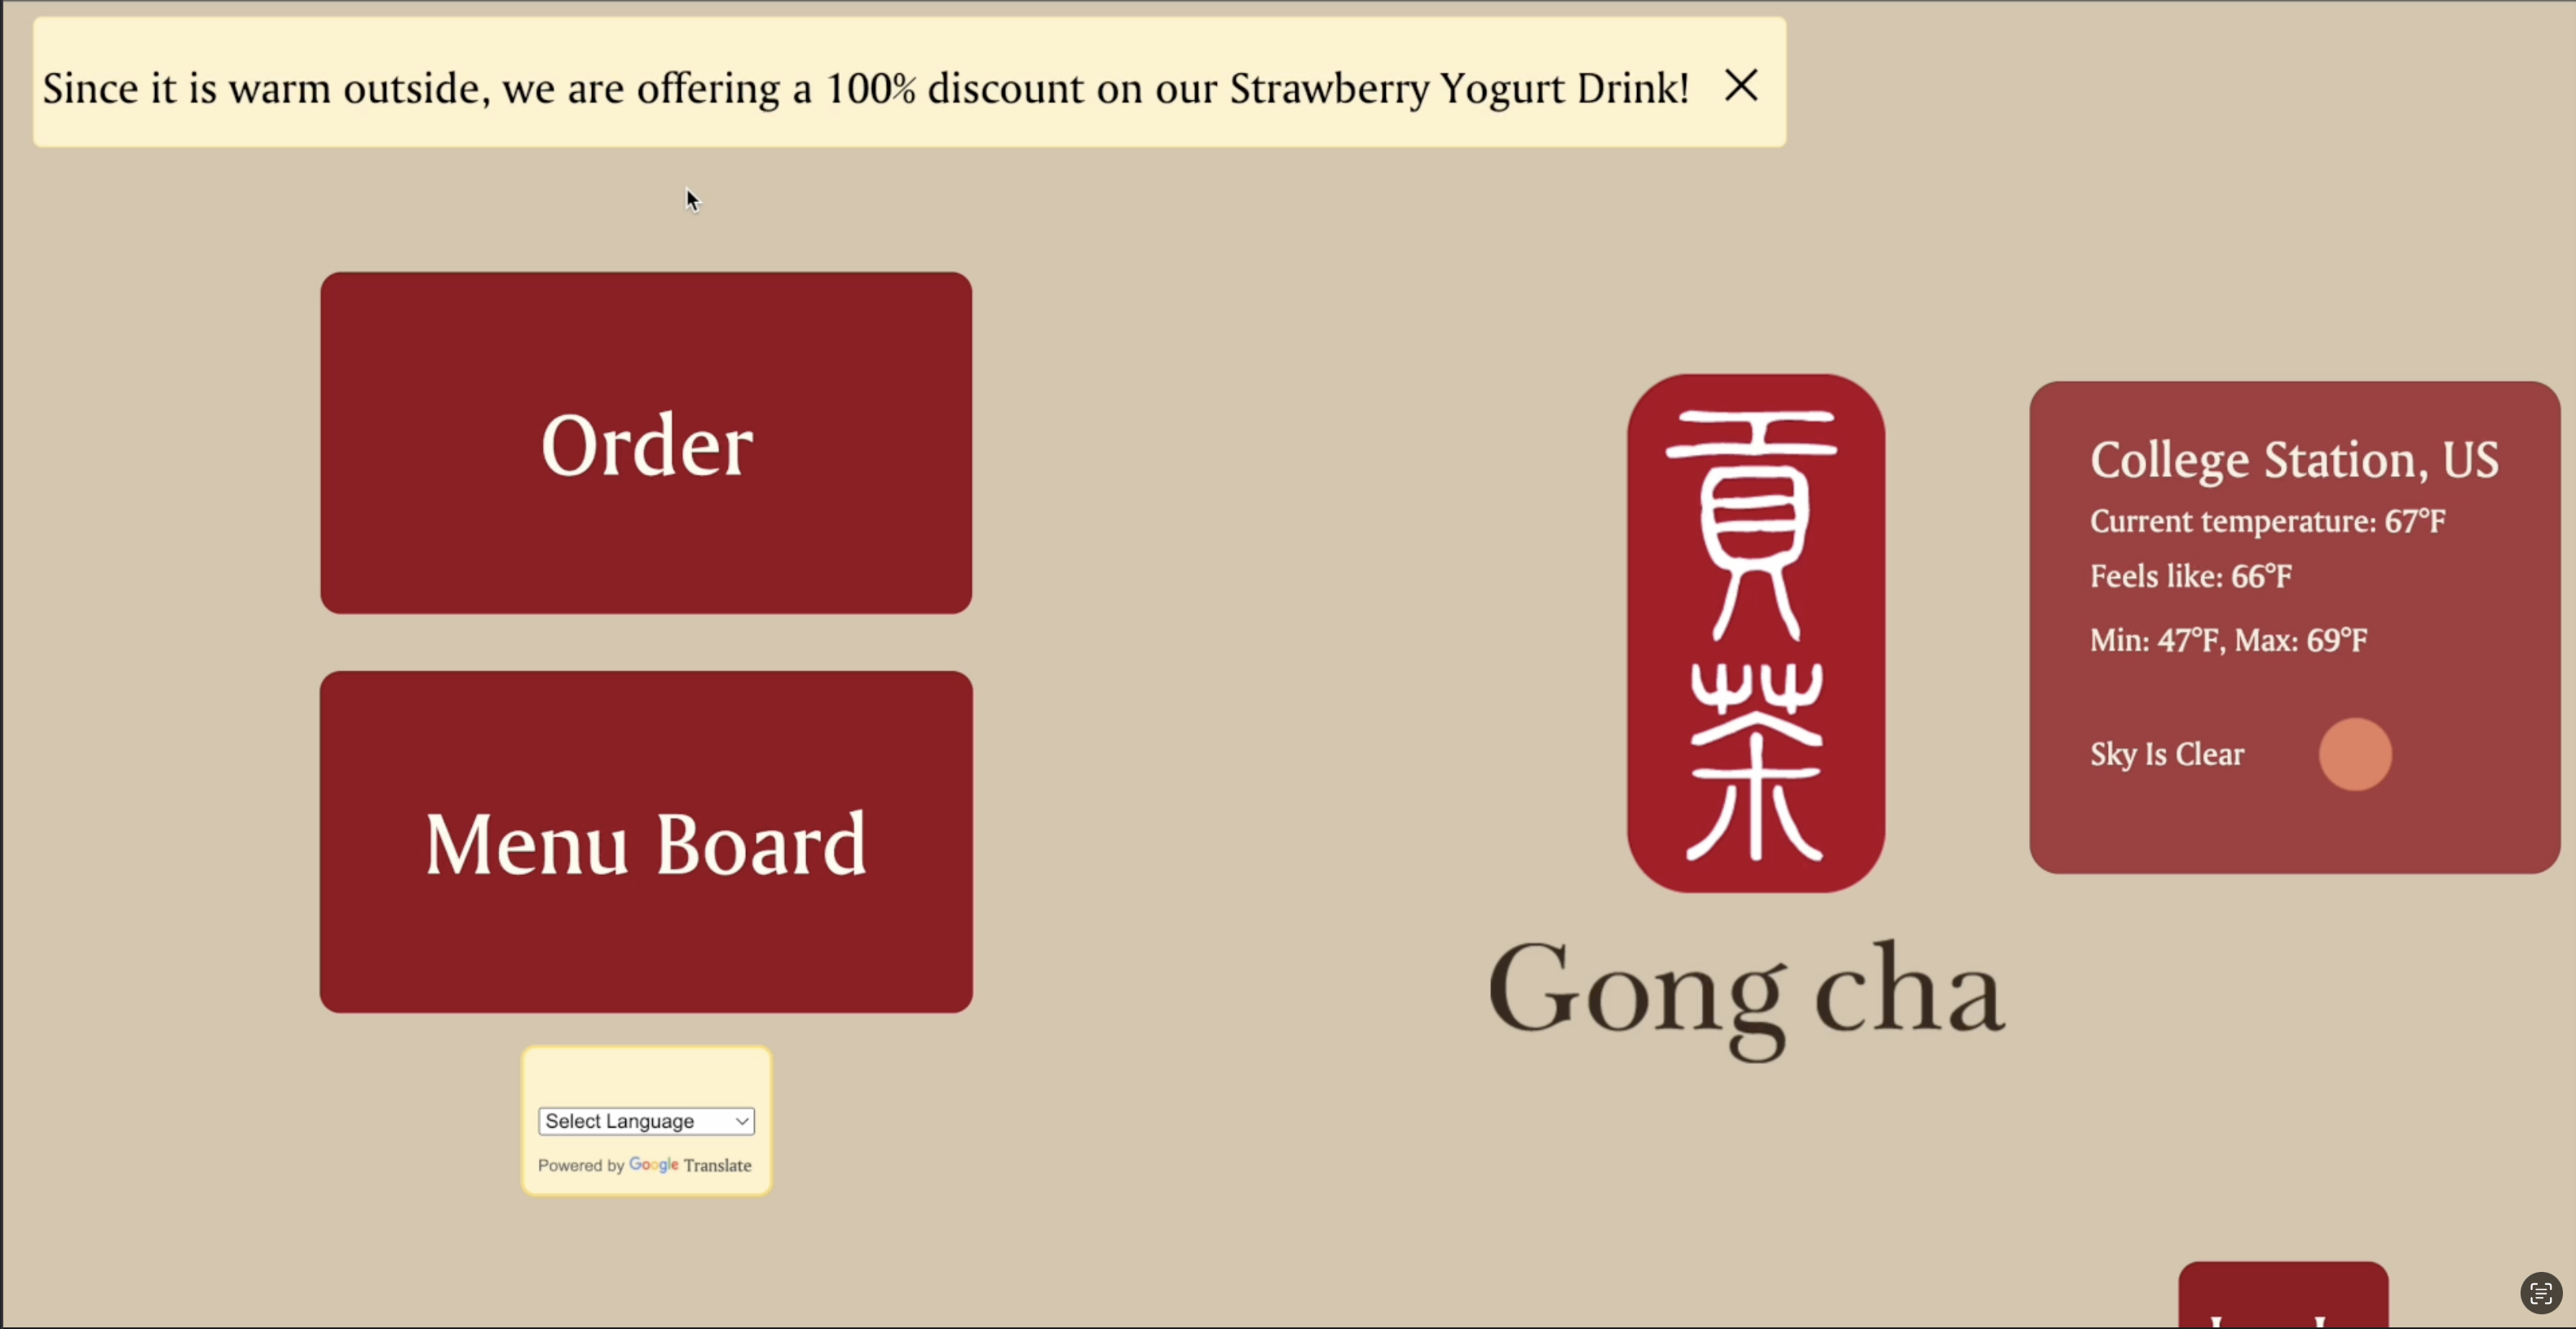 Since it is warm outside, we are offering a 100% discount on our Strawberry Yogurt Drink!
Order
Menu Board
Select Language
Powered by Google Translate
貢
茶
Gong cha
College Station, US
Current temperature: 67°F
Feels like: 66°F
Min: 47°F, Max: 69°F
Sky Is Clear